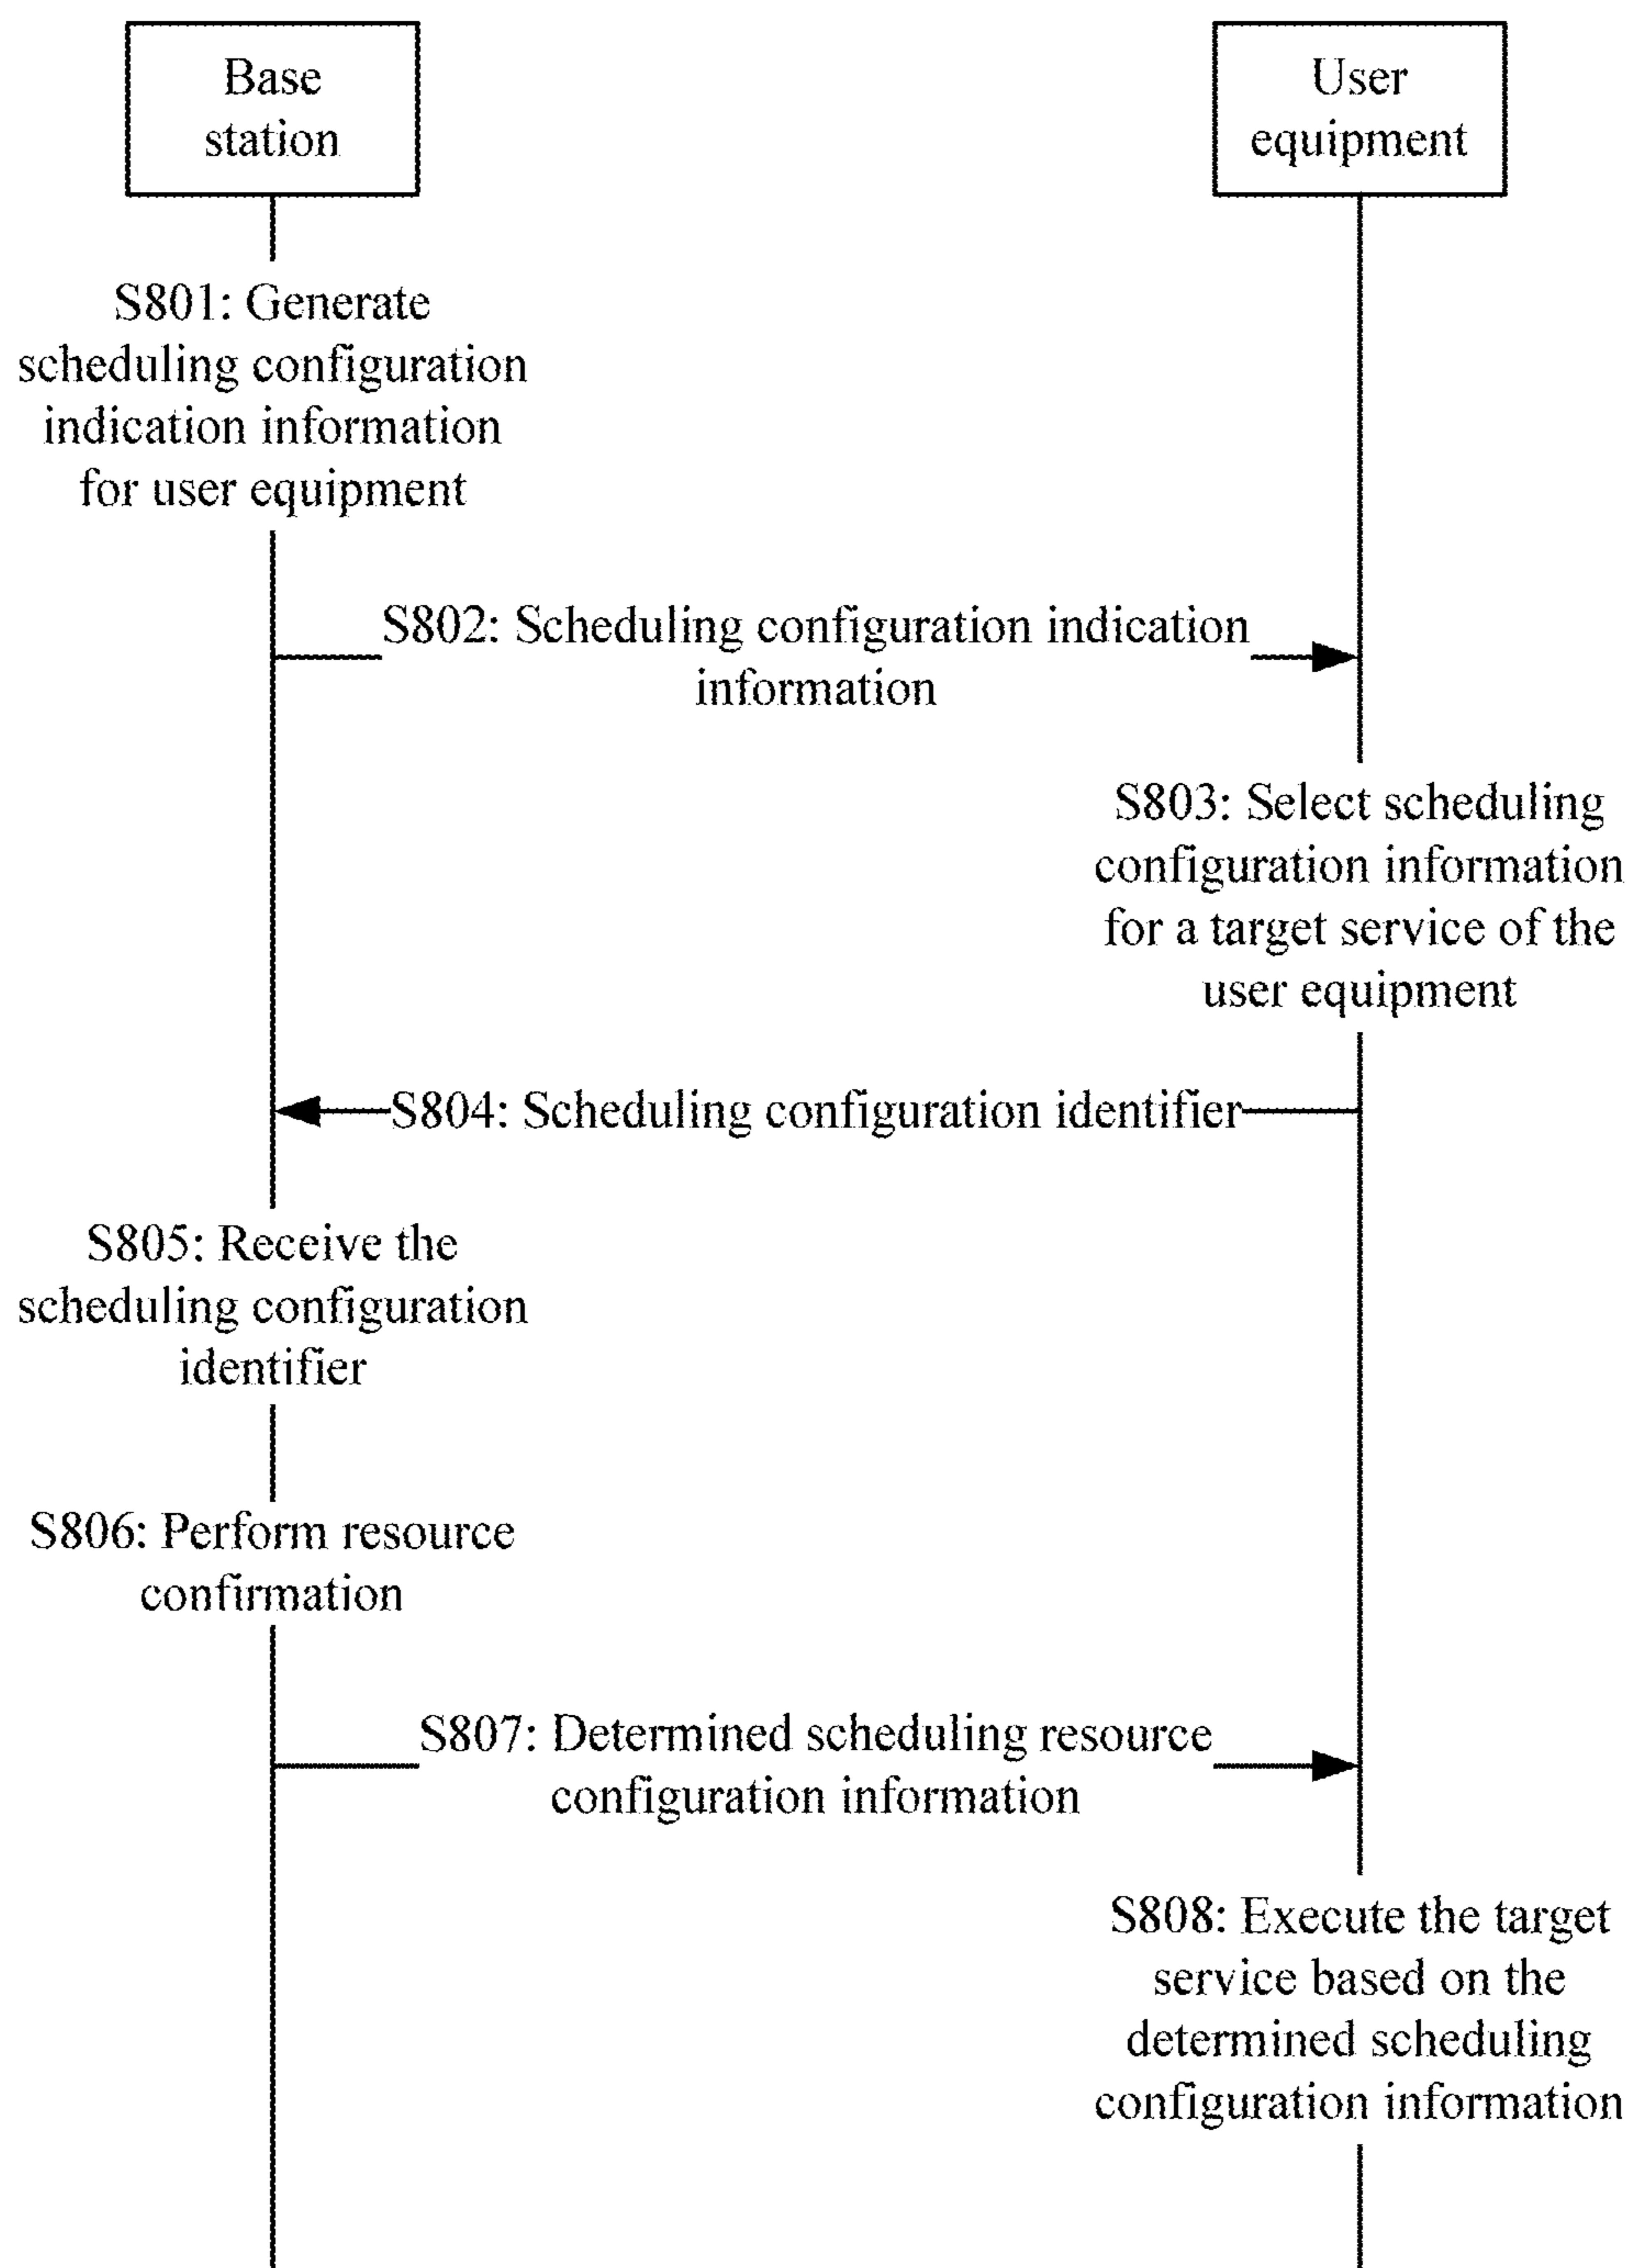 Base
station
User
equipment
S801: Generate
scheduling configuration
indication information
for user equipment
S802: Scheduling configuration indication
information
S803: Select scheduling
configuration information
for a target service of the
user equipment
S804: Scheduling configuration identifier
S805: Receive the
scheduling configuration
identifier
S806: Perform resource
confirmation
S807: Determined scheduling resource
configuration information
S808: Execute the target
service based on the
determined scheduling
configuration information